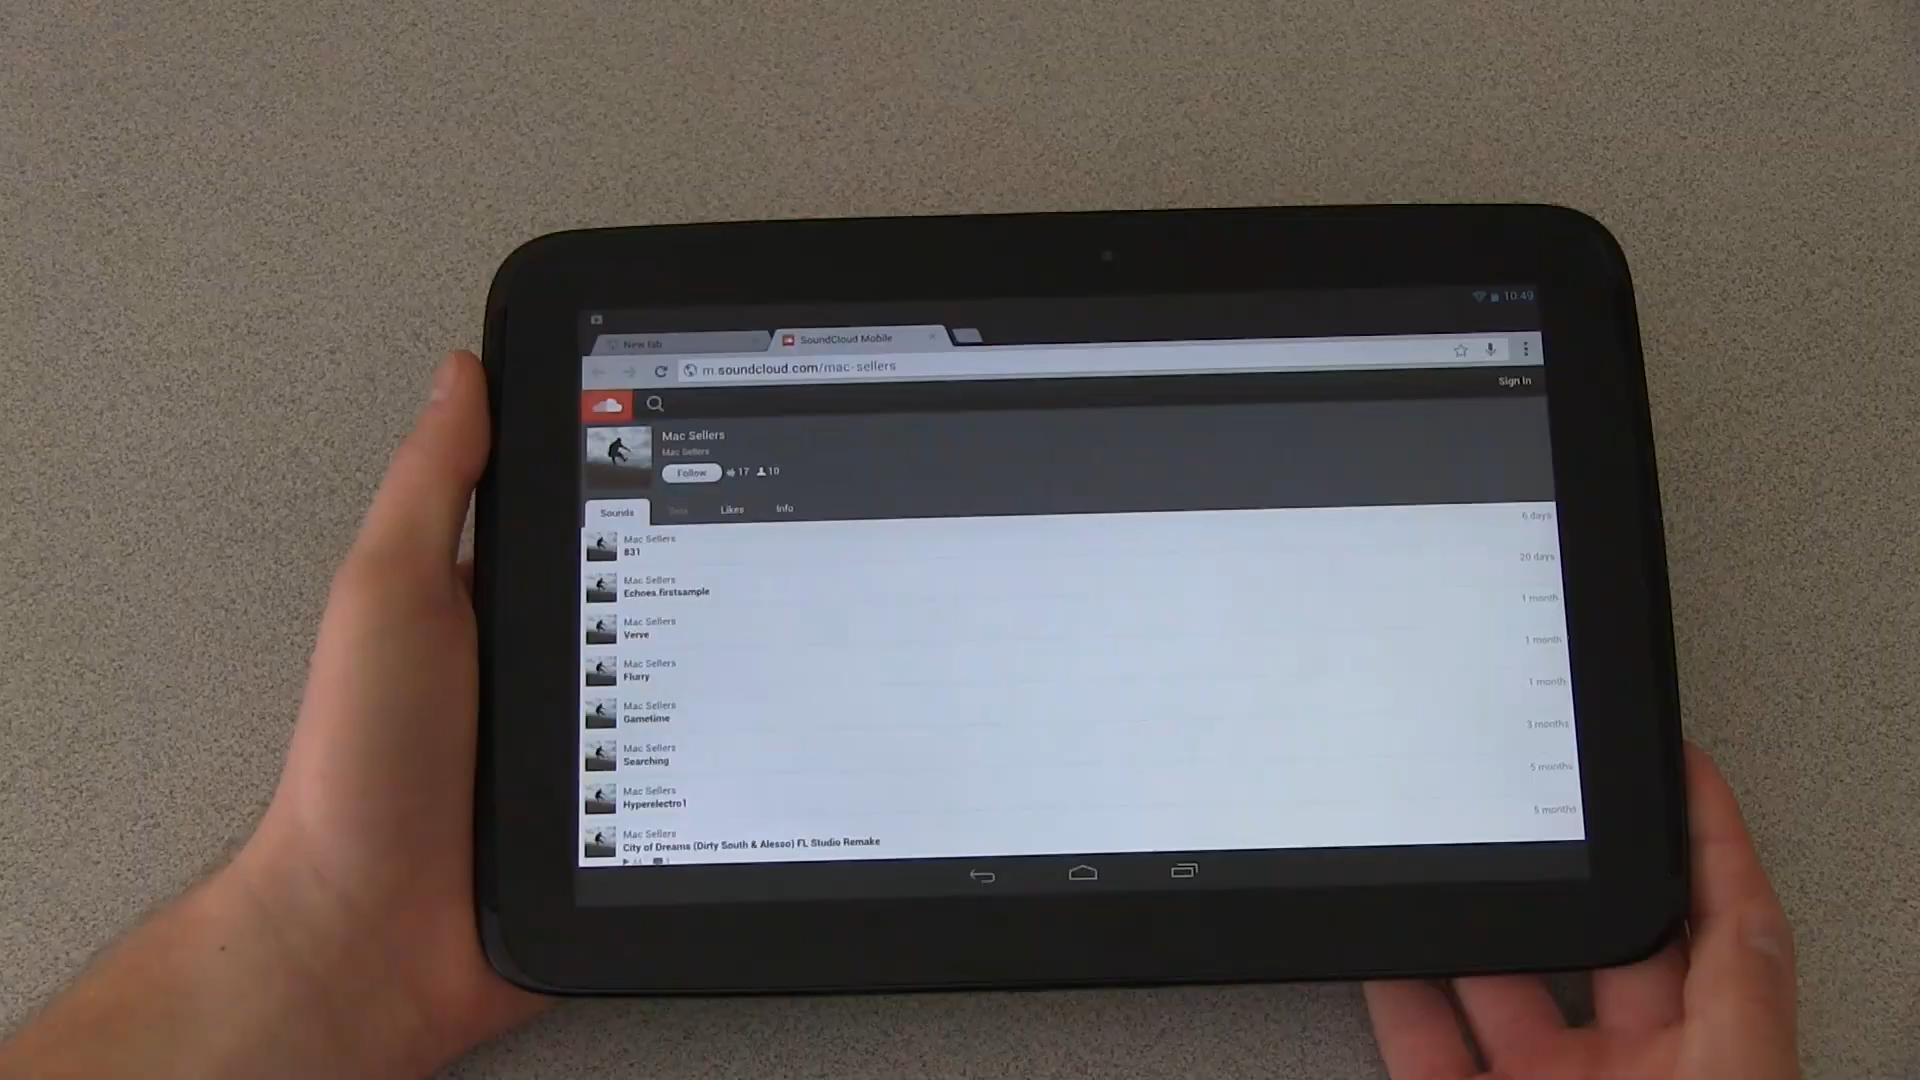 10:49
New tab
SoundCloud Mobile
m.soundcloud.com/mac-sellers
Sign In
Mac Sellers
Mac Sellers
Follow
17
10
Sounds
Sets
Likes
Info
Mac Sellers
831
6 days
Mac Sellers
Echoes.firstsample
20 days
Mac Sellers
Verve
1 month
Mac Sellers
Flurry
1 month
Mac Sellers
Gametime
1 month
Mac Sellers
Searching
3 months
Mac Sellers
Hyperelectro1
5 months
Mac Sellers
City of Dreams (Dirty South & Alesso) FL Studio Remake
5 months